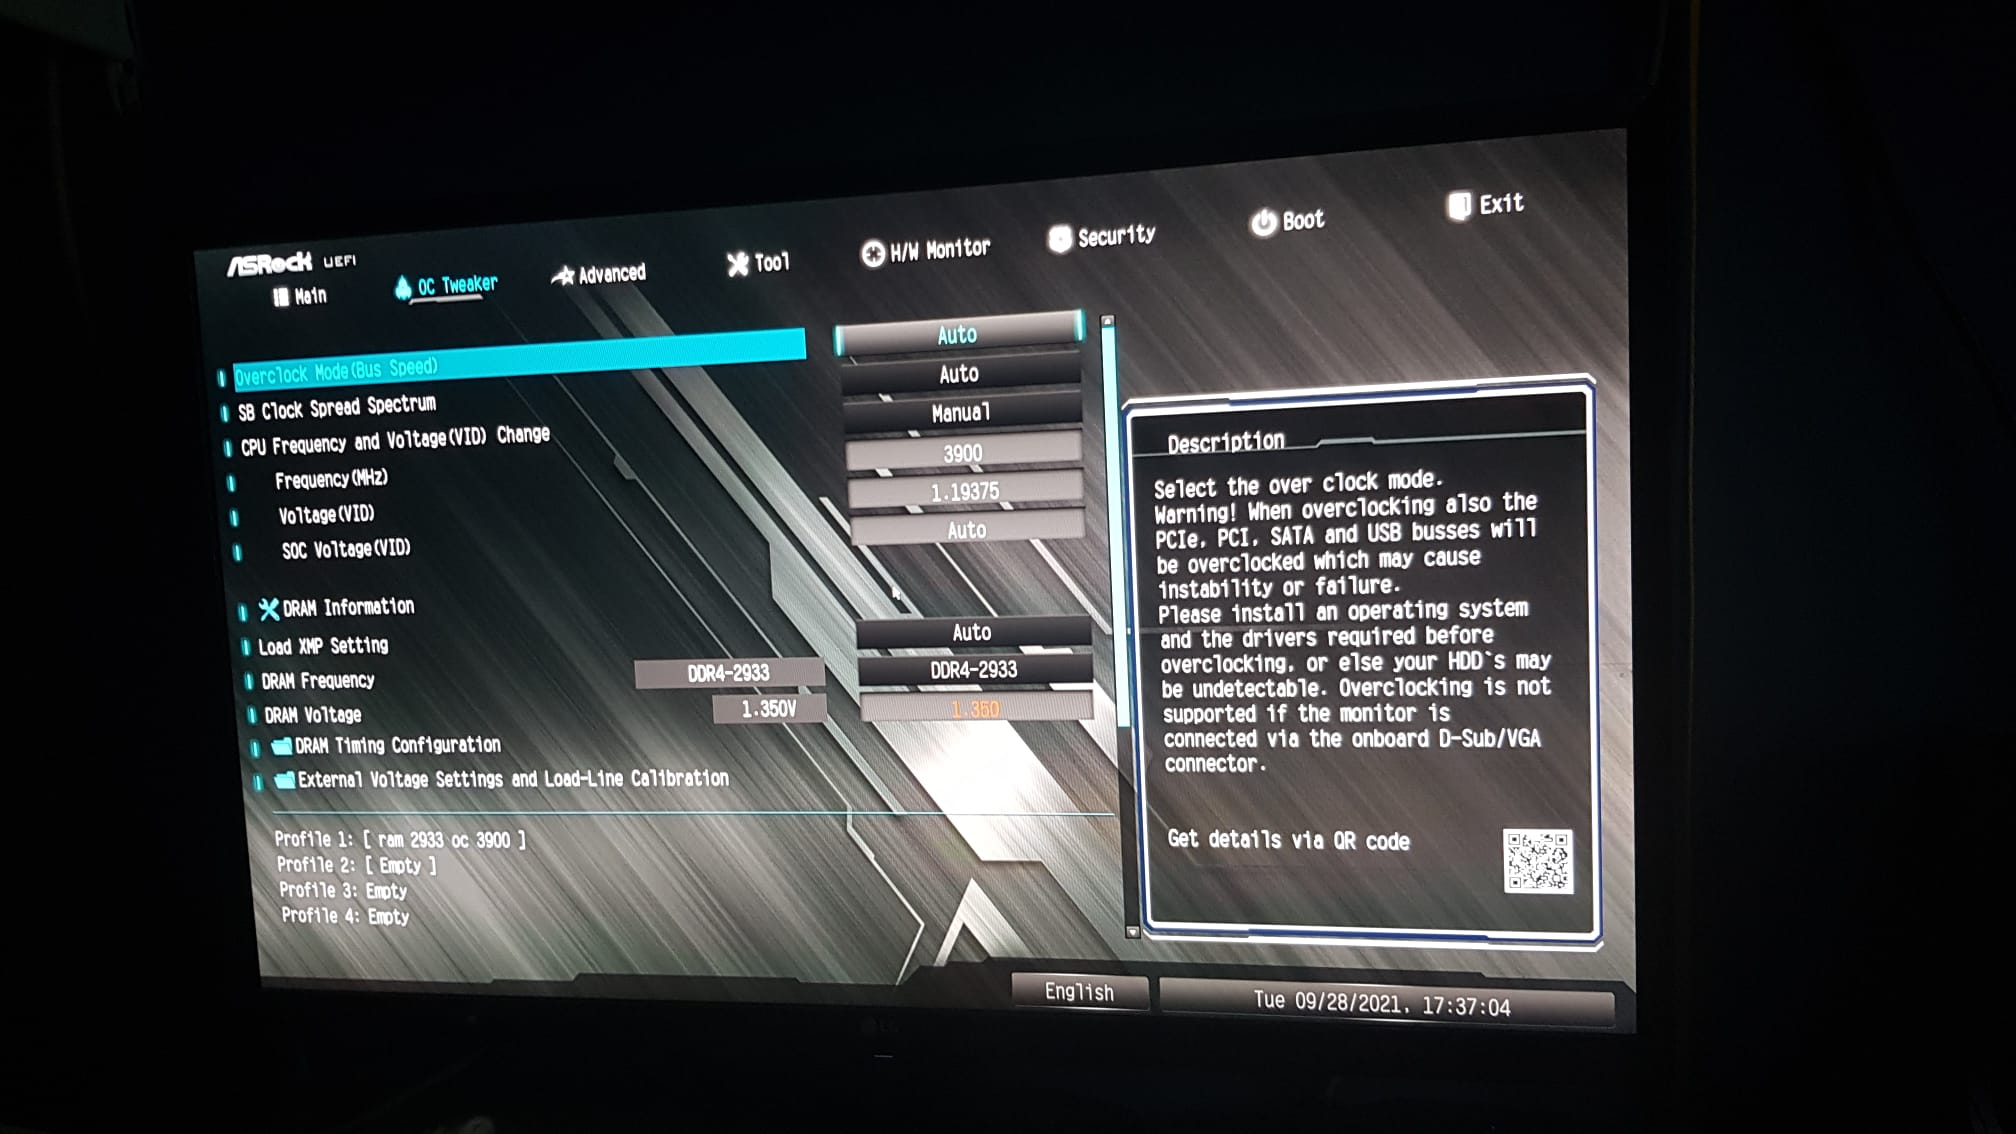 ASRock UEFI
Main
OC Tweaker
Advanced
Tool
H/W Monitor
Security
Boot
Exit
Overclock Mode(Bus Speed) Auto
SB Clock Spread Spectrum Auto
CPU Frequency and Voltage(VID) Change Manual
Frequency(MHz) 3900
Voltage(VID) 1.19375
SOC Voltage(VID) Auto
DRAM Information
Load XMP Setting Auto
DRAM Frequency DDR4-2933 DDR4-2933
DRAM Voltage 1.350V 1.350
DRAM Timing Configuration
External Voltage Settings and Load-Line Calibration
Profile 1: [ ram 2933 oc 3900 ]
Profile 2: [ Empty ]
Profile 3: Empty
Profile 4: Empty
Description
Select the over clock mode.
Warning! When overclocking also the
PCIe, PCI, SATA and USB busses will
be overclocked which may cause
instability or failure.
Please install an operating system
and the drivers required before
overclocking, or else your HDD`s may
be undetectable. Overclocking is not
supported if the monitor is
connected via the onboard D-Sub/VGA
connector.
Get details via QR code
English
Tue 09/28/2021, 17:37:04